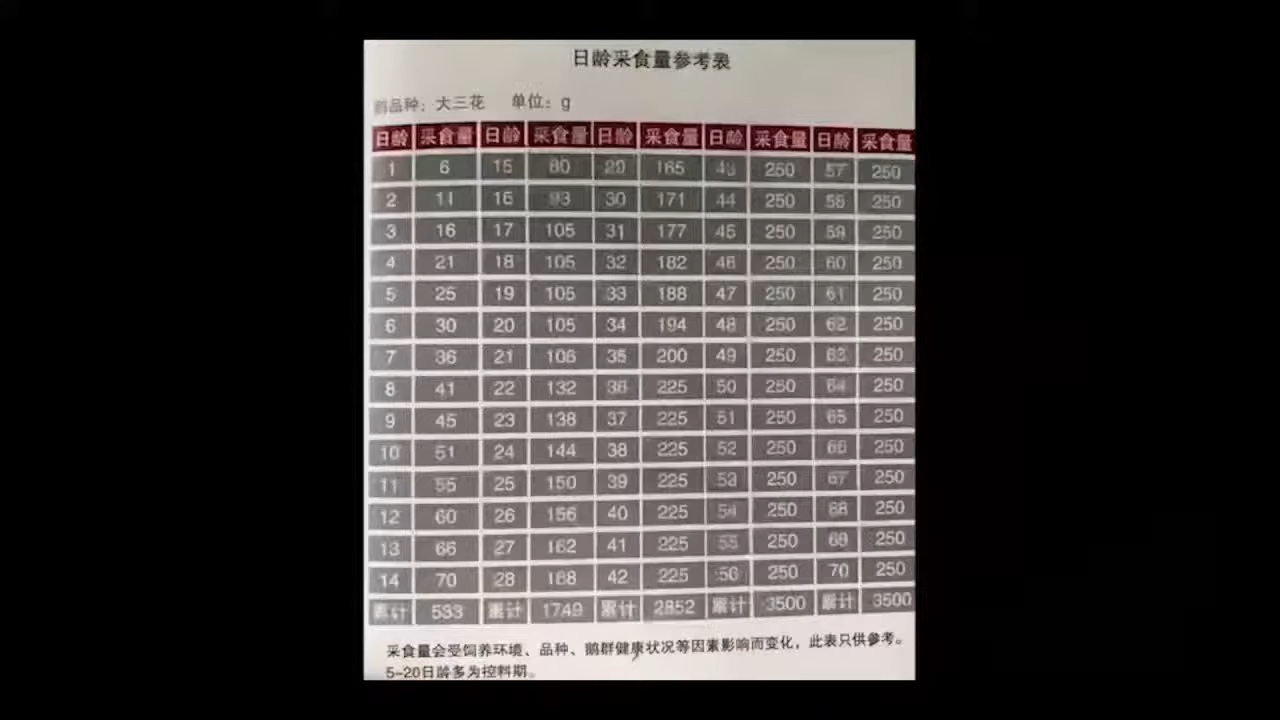 日龄采食量参考表
鹅品种：大三花 单位：g
日龄 采食量 日龄 采食量 日龄 采食量 日龄 采食量 日龄 采食量
1 6 15 80 29 165 43 250 57 250
2 11 16 93 30 171 44 250 58 250
3 16 17 105 31 177 45 250 59 250
4 21 18 105 32 182 46 250 60 250
5 25 19 105 33 188 47 250 61 250
6 30 20 105 34 194 48 250 62 250
7 36 21 106 35 200 49 250 63 250
8 41 22 132 36 225 50 250 64 250
9 45 23 138 37 225 51 250 65 250
10 51 24 144 38 225 52 250 66 250
11 55 25 150 39 225 53 250 67 250
12 60 26 156 40 225 54 250 68 250
13 66 27 162 41 225 55 250 69 250
14 70 28 168 42 225 56 250 70 250
累计 533 累计 1749 累计 2852 累计 3500 累计 3500
采食量会受饲养环境、品种、鹅群健康状况等因素影响而变化，此表只供参考。
5-20日龄多为控料期。